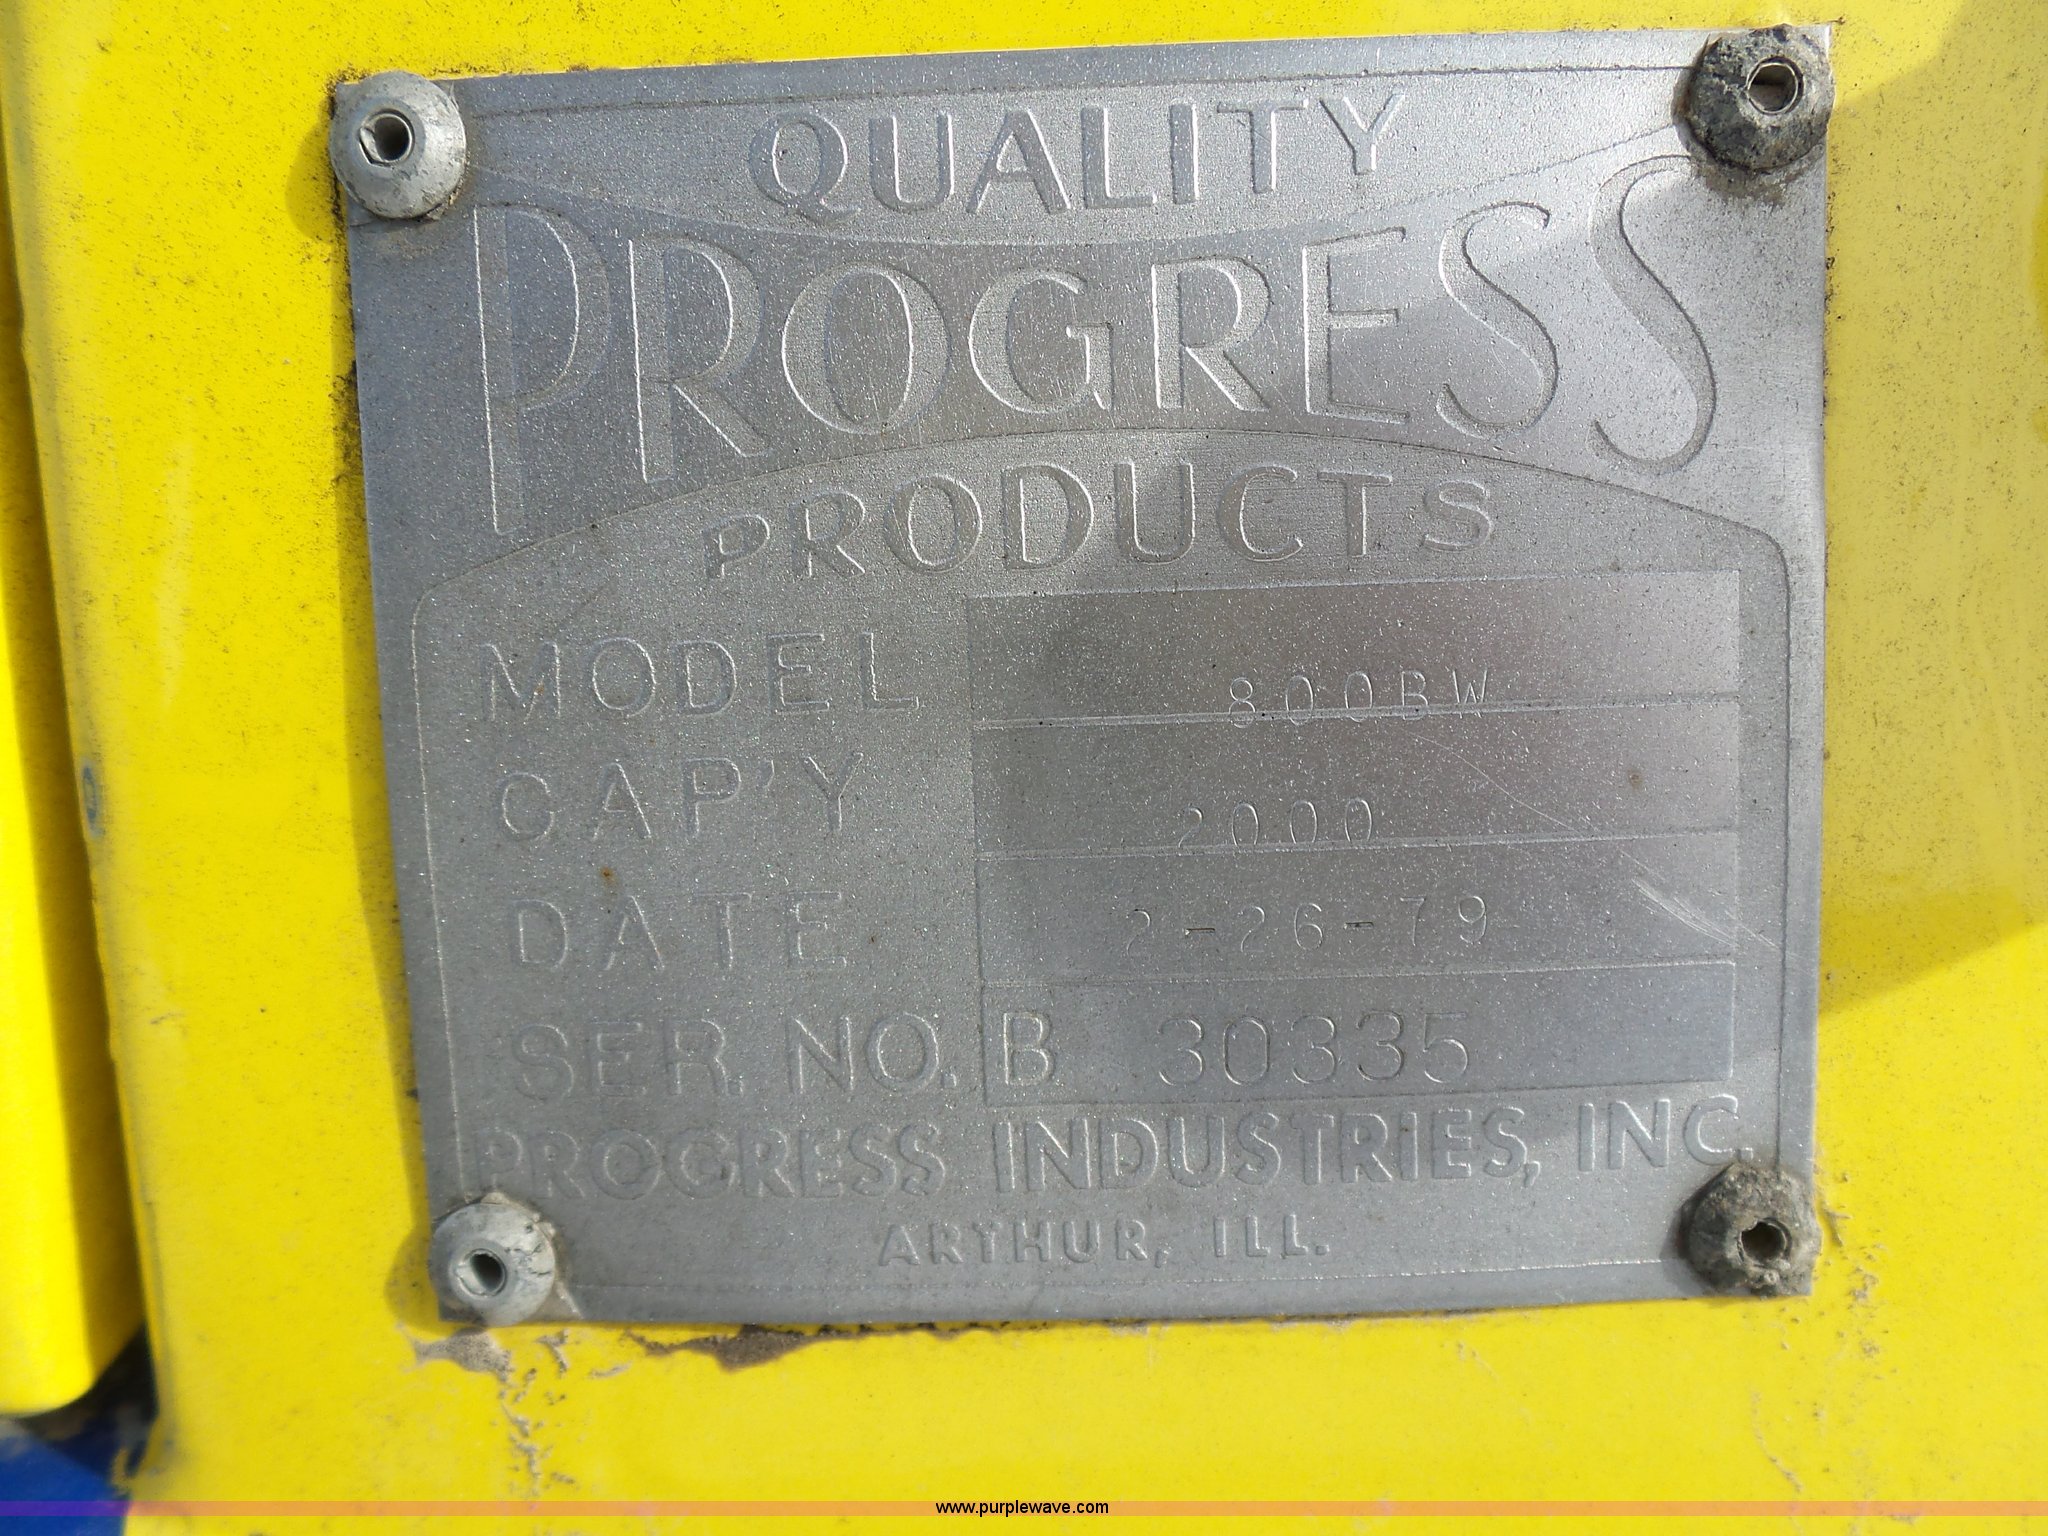 QUALITY
PROGRESS
PRODUCTS
MODEL 800BW
CAP'Y 2000
DATE 2-26-79
SER. NO. B 30335
PROGRESS INDUSTRIES, INC.
ARTHUR, ILL.
www.purplewave.com